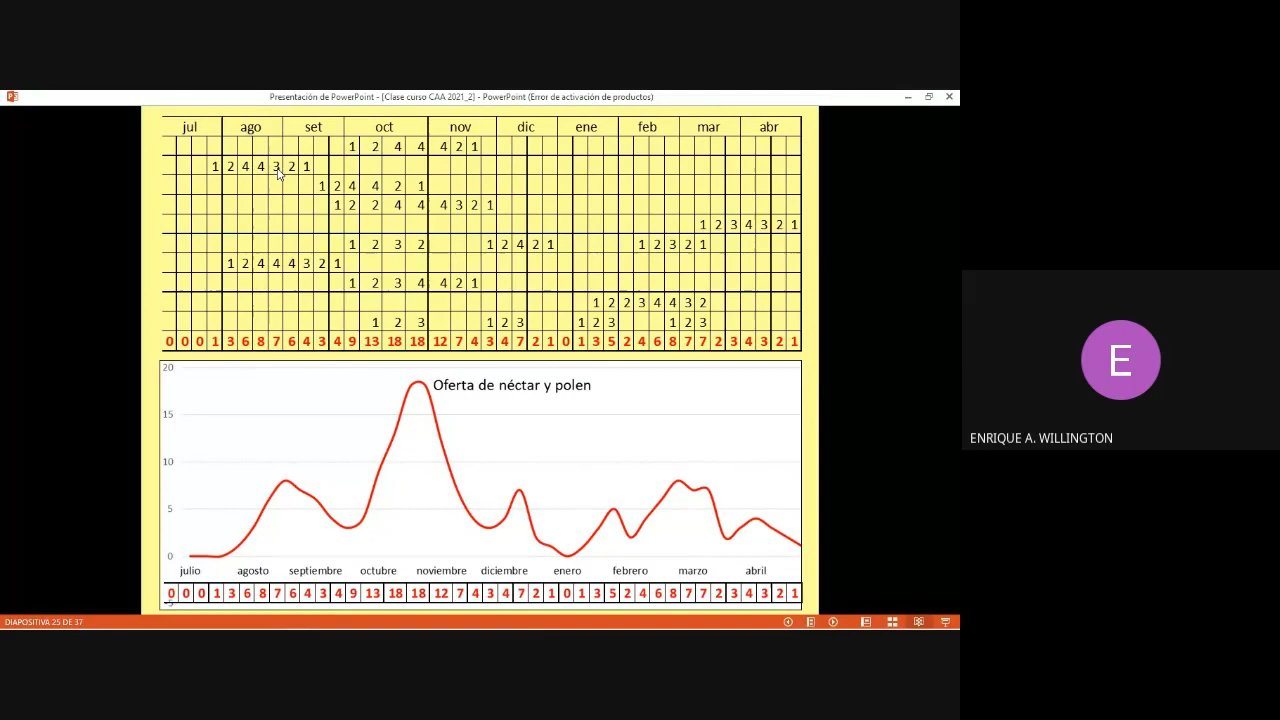 Presentación de PowerPoint - [Clase curso CAA 2021_2] - PowerPoint (Error de activación de productos)
jul ago set oct nov dic ene feb mar abr
1 2 4 4 4 2 1
1 2 4 4 3 2 1
1 2 4 4 2 1
1 2 2 4 4 4 3 2 1
1 2 3 4 3 2 1
1 2 3 2 1 2 4 2 1 1 2 3 2 1
1 2 4 4 4 3 2 1
1 2 3 4 4 2 1
1 2 2 3 4 4 3 2
1 2 3 1 2 3 1 2 3 1 2 3
0 0 0 1 3 6 8 7 6 4 3 4 9 13 18 18 12 7 4 3 4 7 2 1 0 1 3 5 2 4 6 8 7 7 2 3 4 3 2 1
Oferta de néctar y polen
20
15
10
5
0
-5
julio agosto septiembre octubre noviembre diciembre enero febrero marzo abril
0 0 0 1 3 6 8 7 6 4 3 4 9 13 18 18 12 7 4 3 4 7 2 1 0 1 3 5 2 4 6 8 7 7 2 3 4 3 2 1
DIAPOSITIVA 25 DE 37
E
ENRIQUE A. WILLINGTON